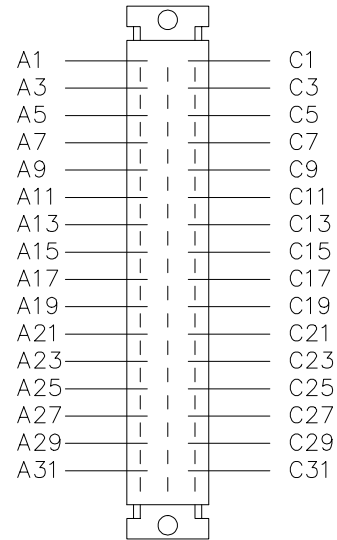 A1 C1
A3 C3
A5 C5
A7 C7
A9 C9
A11 C11
A13 C13
A15 C15
A17 C17
A19 C19
A21 C21
A23 C23
A25 C25
A27 C27
A29 C29
A31 C31